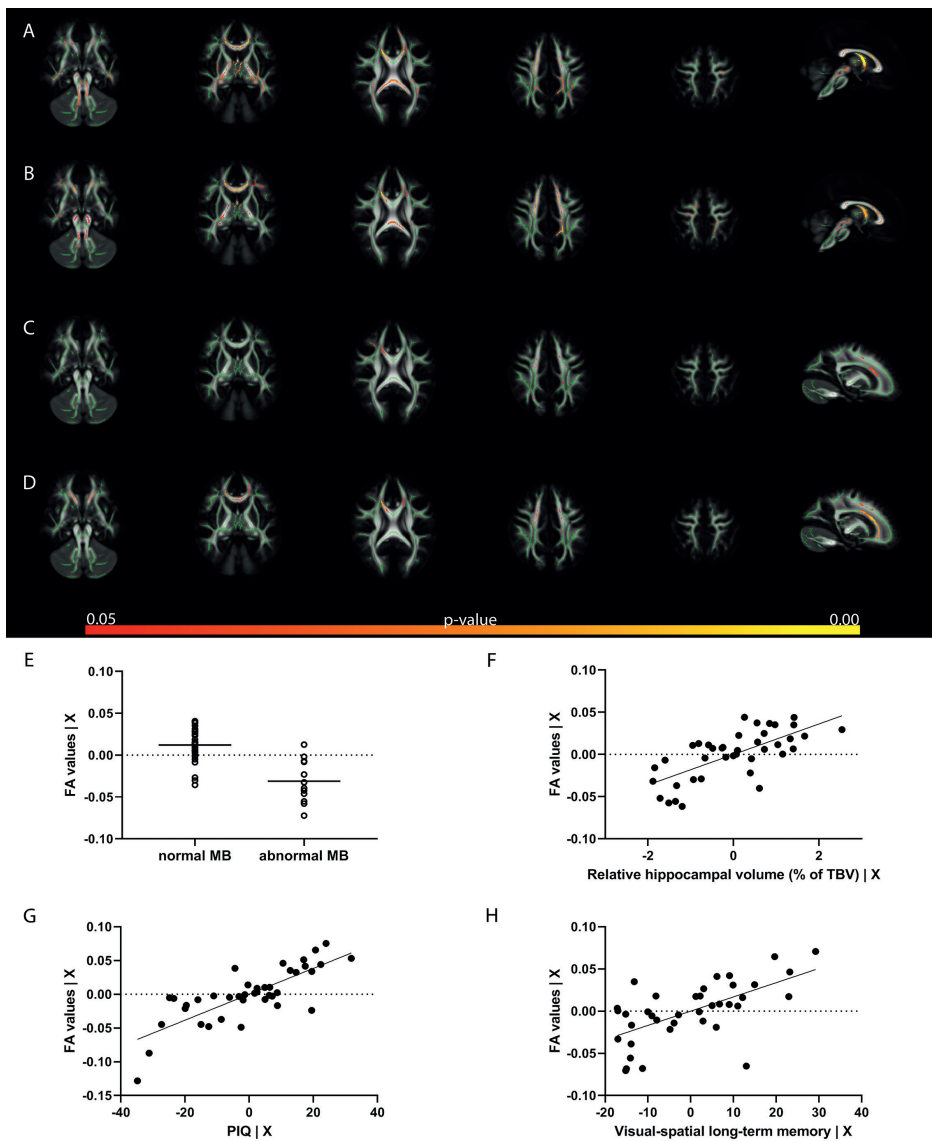 A
B
C
D
0.05 p-value 0.00
E
FA values | X
0.10
0.05
0.00
-0.05
-0.10
normal MB abnormal MB
F
FA values | X
0.10
0.05
0.00
-0.05
-0.10
-2 0 2
Relative hippocampal volume (% of TBV) | X
G
FA values | X
0.10
0.05
0.00
-0.05
-0.10
-0.15
-40 -20 0 20 40
PIQ | X
H
FA values | X
0.10
0.05
0.00
-0.05
-0.10
-20 -10 0 10 20 30 40
Visual-spatial long-term memory | X